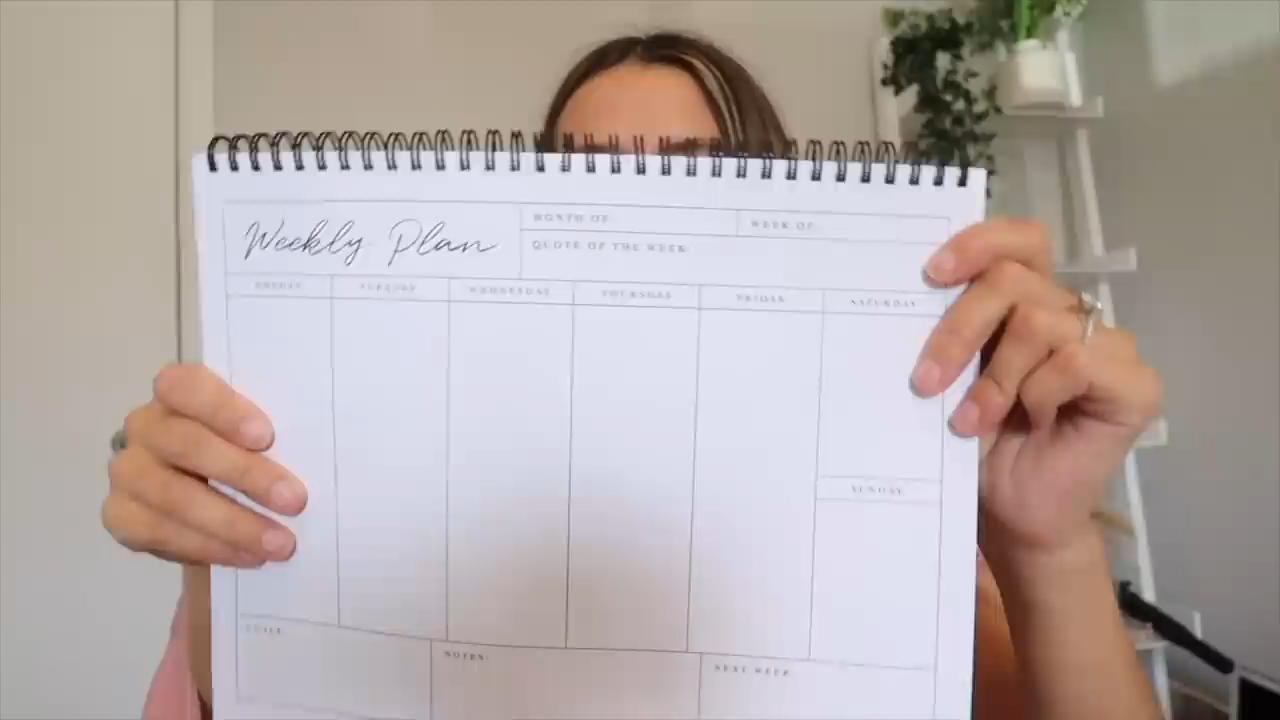 Weekly Plan
MONTH OF:
WEEK OF:
QUOTE OF THE WEEK:
MONDAY
TUESDAY
WEDNESDAY
THURSDAY
FRIDAY
SATURDAY
SUNDAY
GOALS:
NOTES:
NEXT WEEK: